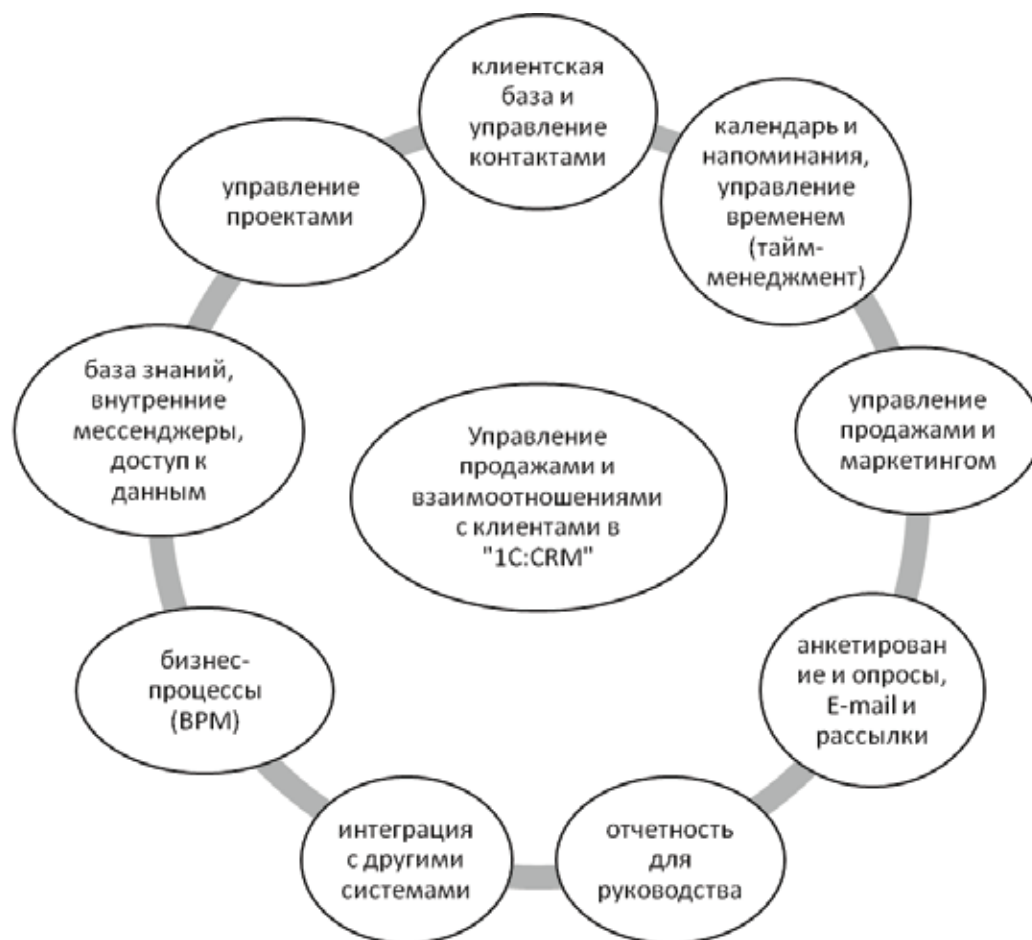 клиентская
база и
управление
контактами
календарь и
напоминания,
управление
временем
(тайм-
менеджмент)
управление
продажами и
маркетингом
анкетирован
ие и опросы,
E-mail и
рассылки
отчетность
для
руководства
интеграция
с другими
системами
бизнес-
процессы
(BPM)
база знаний,
внутренние
мессенджеры,
доступ к
данным
управление
проектами
Управление
продажами и
взаимоотношениями
с клиентами в
"1C:CRM"